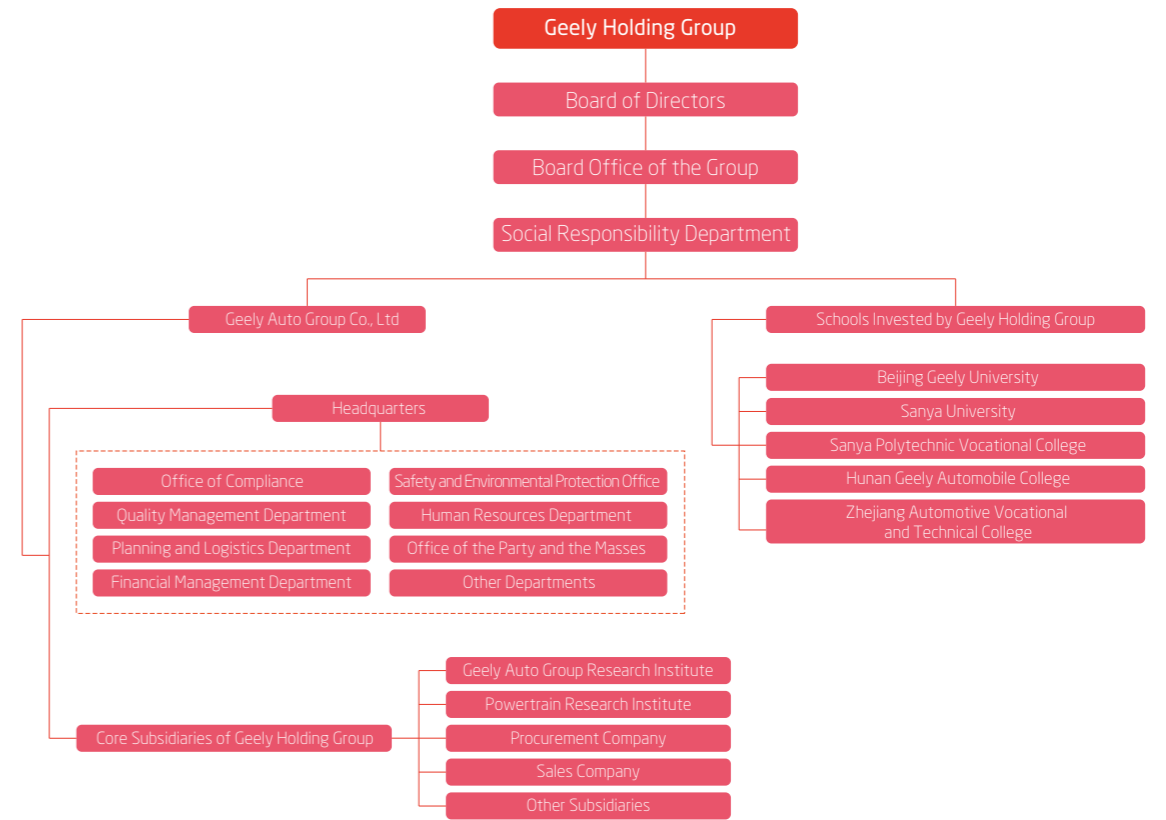 Geely Holding Group
Board of Directors
Board Office of the Group
Social Responsibility Department
Geely Auto Group Co., Ltd
Headquarters
Office of Compliance
Safety and Environmental Protection Office
Quality Management Department
Human Resources Department
Planning and Logistics Department
Office of the Party and the Masses
Financial Management Department
Other Departments
Core Subsidiaries of Geely Holding Group
Geely Auto Group Research Institute
Powertrain Research Institute
Procurement Company
Sales Company
Other Subsidiaries
Schools Invested by Geely Holding Group
Beijing Geely University
Sanya University
Sanya Polytechnic Vocational College
Hunan Geely Automobile College
Zhejiang Automotive Vocational
and Technical College